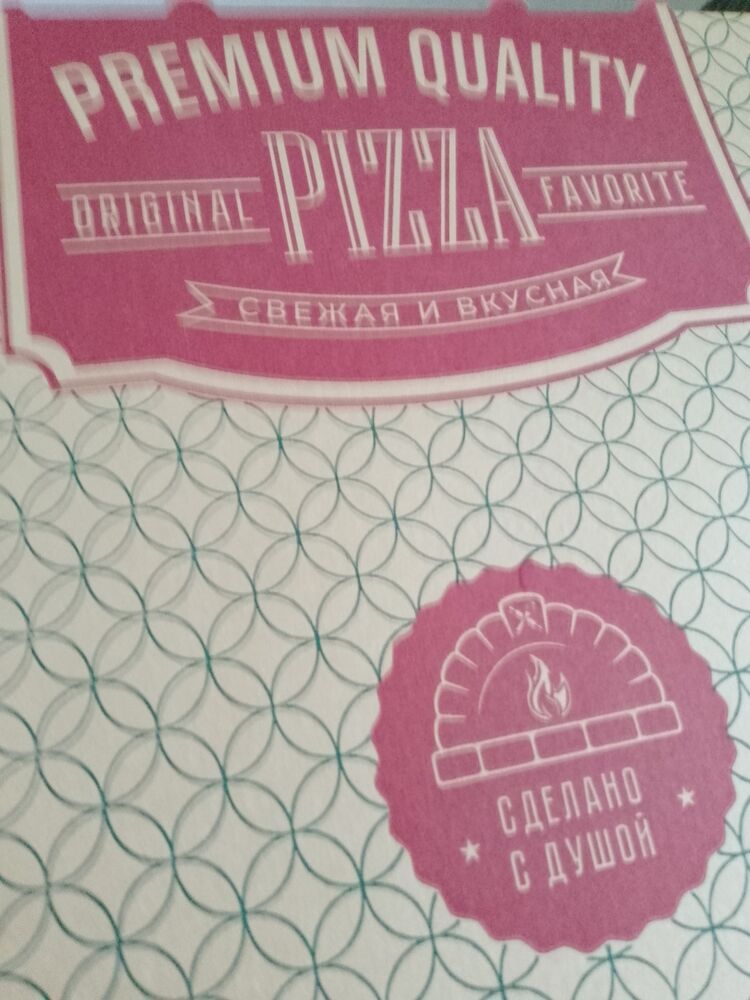 PREMIUM QUALITY
ORIGINAL PIZZA FAVORITE
СВЕЖАЯ И ВКУСНАЯ
СДЕЛАНО
С ДУШОЙ